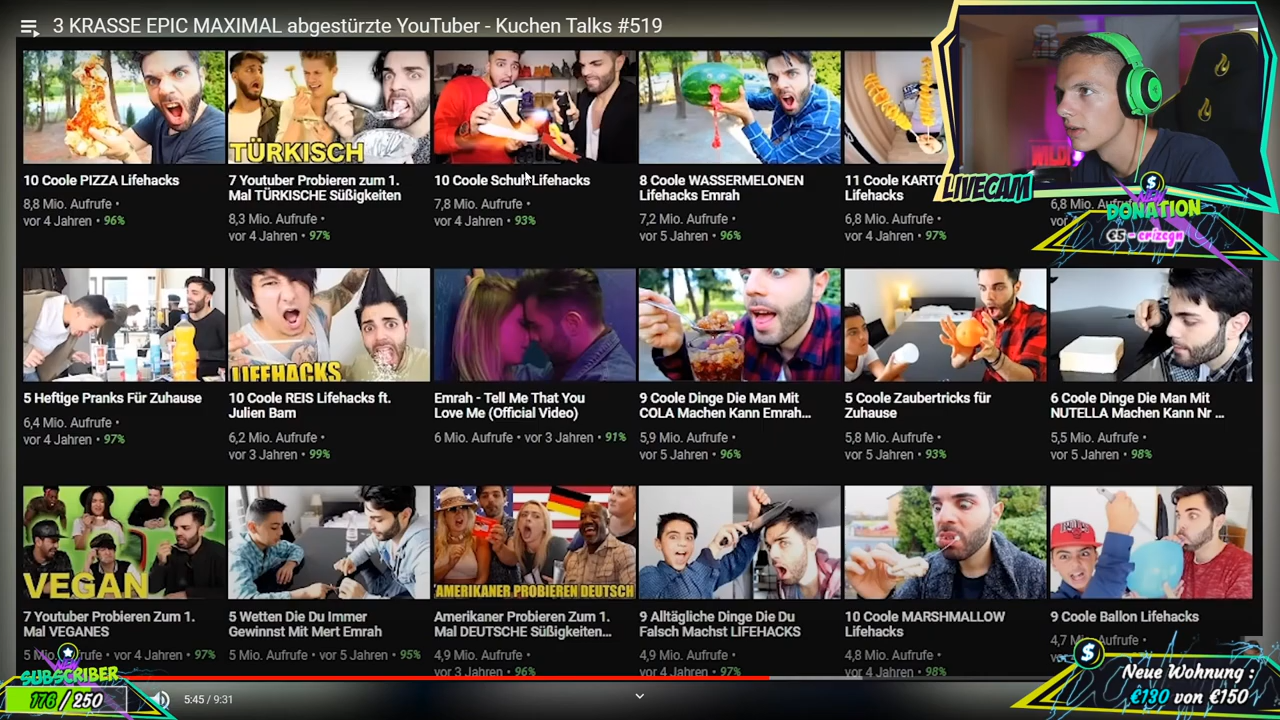 3 KRASSE EPIC MAXIMAL abgestürzte YouTuber - Kuchen Talks #519
TÜRKISCH
10 Coole PIZZA Lifehacks
8,8 Mio. Aufrufe •
vor 4 Jahren • 96%
7 Youtuber Probieren zum 1.
Mal TÜRKISCHE Süßigkeiten
8,3 Mio. Aufrufe •
vor 4 Jahren • 97%
10 Coole Schuh Lifehacks
7,8 Mio. Aufrufe •
vor 4 Jahren • 93%
8 Coole WASSERMELONEN
Lifehacks Emrah
7,2 Mio. Aufrufe •
vor 5 Jahren • 96%
11 Coole KARTO
Lifehacks
6,8 Mio. Aufrufe •
vor 4 Jahren • 97%
6,8 Mio. Aufrufe •
LIVECAM
NEW
DONATION
€5 - crizcgn
LIFEHACKS
5 Heftige Pranks Für Zuhause
6,4 Mio. Aufrufe •
vor 4 Jahren • 97%
10 Coole REIS Lifehacks ft.
Julien Bam
6,2 Mio. Aufrufe •
vor 3 Jahren • 99%
Emrah - Tell Me That You
Love Me (Official Video)
6 Mio. Aufrufe • vor 3 Jahren • 91%
9 Coole Dinge Die Man Mit
COLA Machen Kann Emrah...
5,9 Mio. Aufrufe •
vor 5 Jahren • 96%
5 Coole Zaubertricks für
Zuhause
5,8 Mio. Aufrufe •
vor 5 Jahren • 93%
6 Coole Dinge Die Man Mit
NUTELLA Machen Kann Nr ...
5,5 Mio. Aufrufe •
vor 5 Jahren • 98%
VEGAN
AMERIKANER PROBIEREN DEUTSCH
7 Youtuber Probieren Zum 1.
Mal VEGANES
5 Mio. Aufrufe • vor 4 Jahren • 97%
5 Wetten Die Du Immer
Gewinnst Mit Mert Emrah
5 Mio. Aufrufe • vor 5 Jahren • 95%
Amerikaner Probieren Zum 1.
Mal DEUTSCHE Süßigkeiten...
4,9 Mio. Aufrufe •
vor 3 Jahren • 96%
9 Alltägliche Dinge Die Du
Falsch Machst LIFEHACKS
4,9 Mio. Aufrufe •
vor 4 Jahren • 97%
10 Coole MARSHMALLOW
Lifehacks
4,8 Mio. Aufrufe •
vor 4 Jahren • 98%
9 Coole Ballon Lifehacks
4,7
NEW
SUBSCRIBER
176 / 250
5:45 / 9:31
Neue Wohnung :
€130 von €150